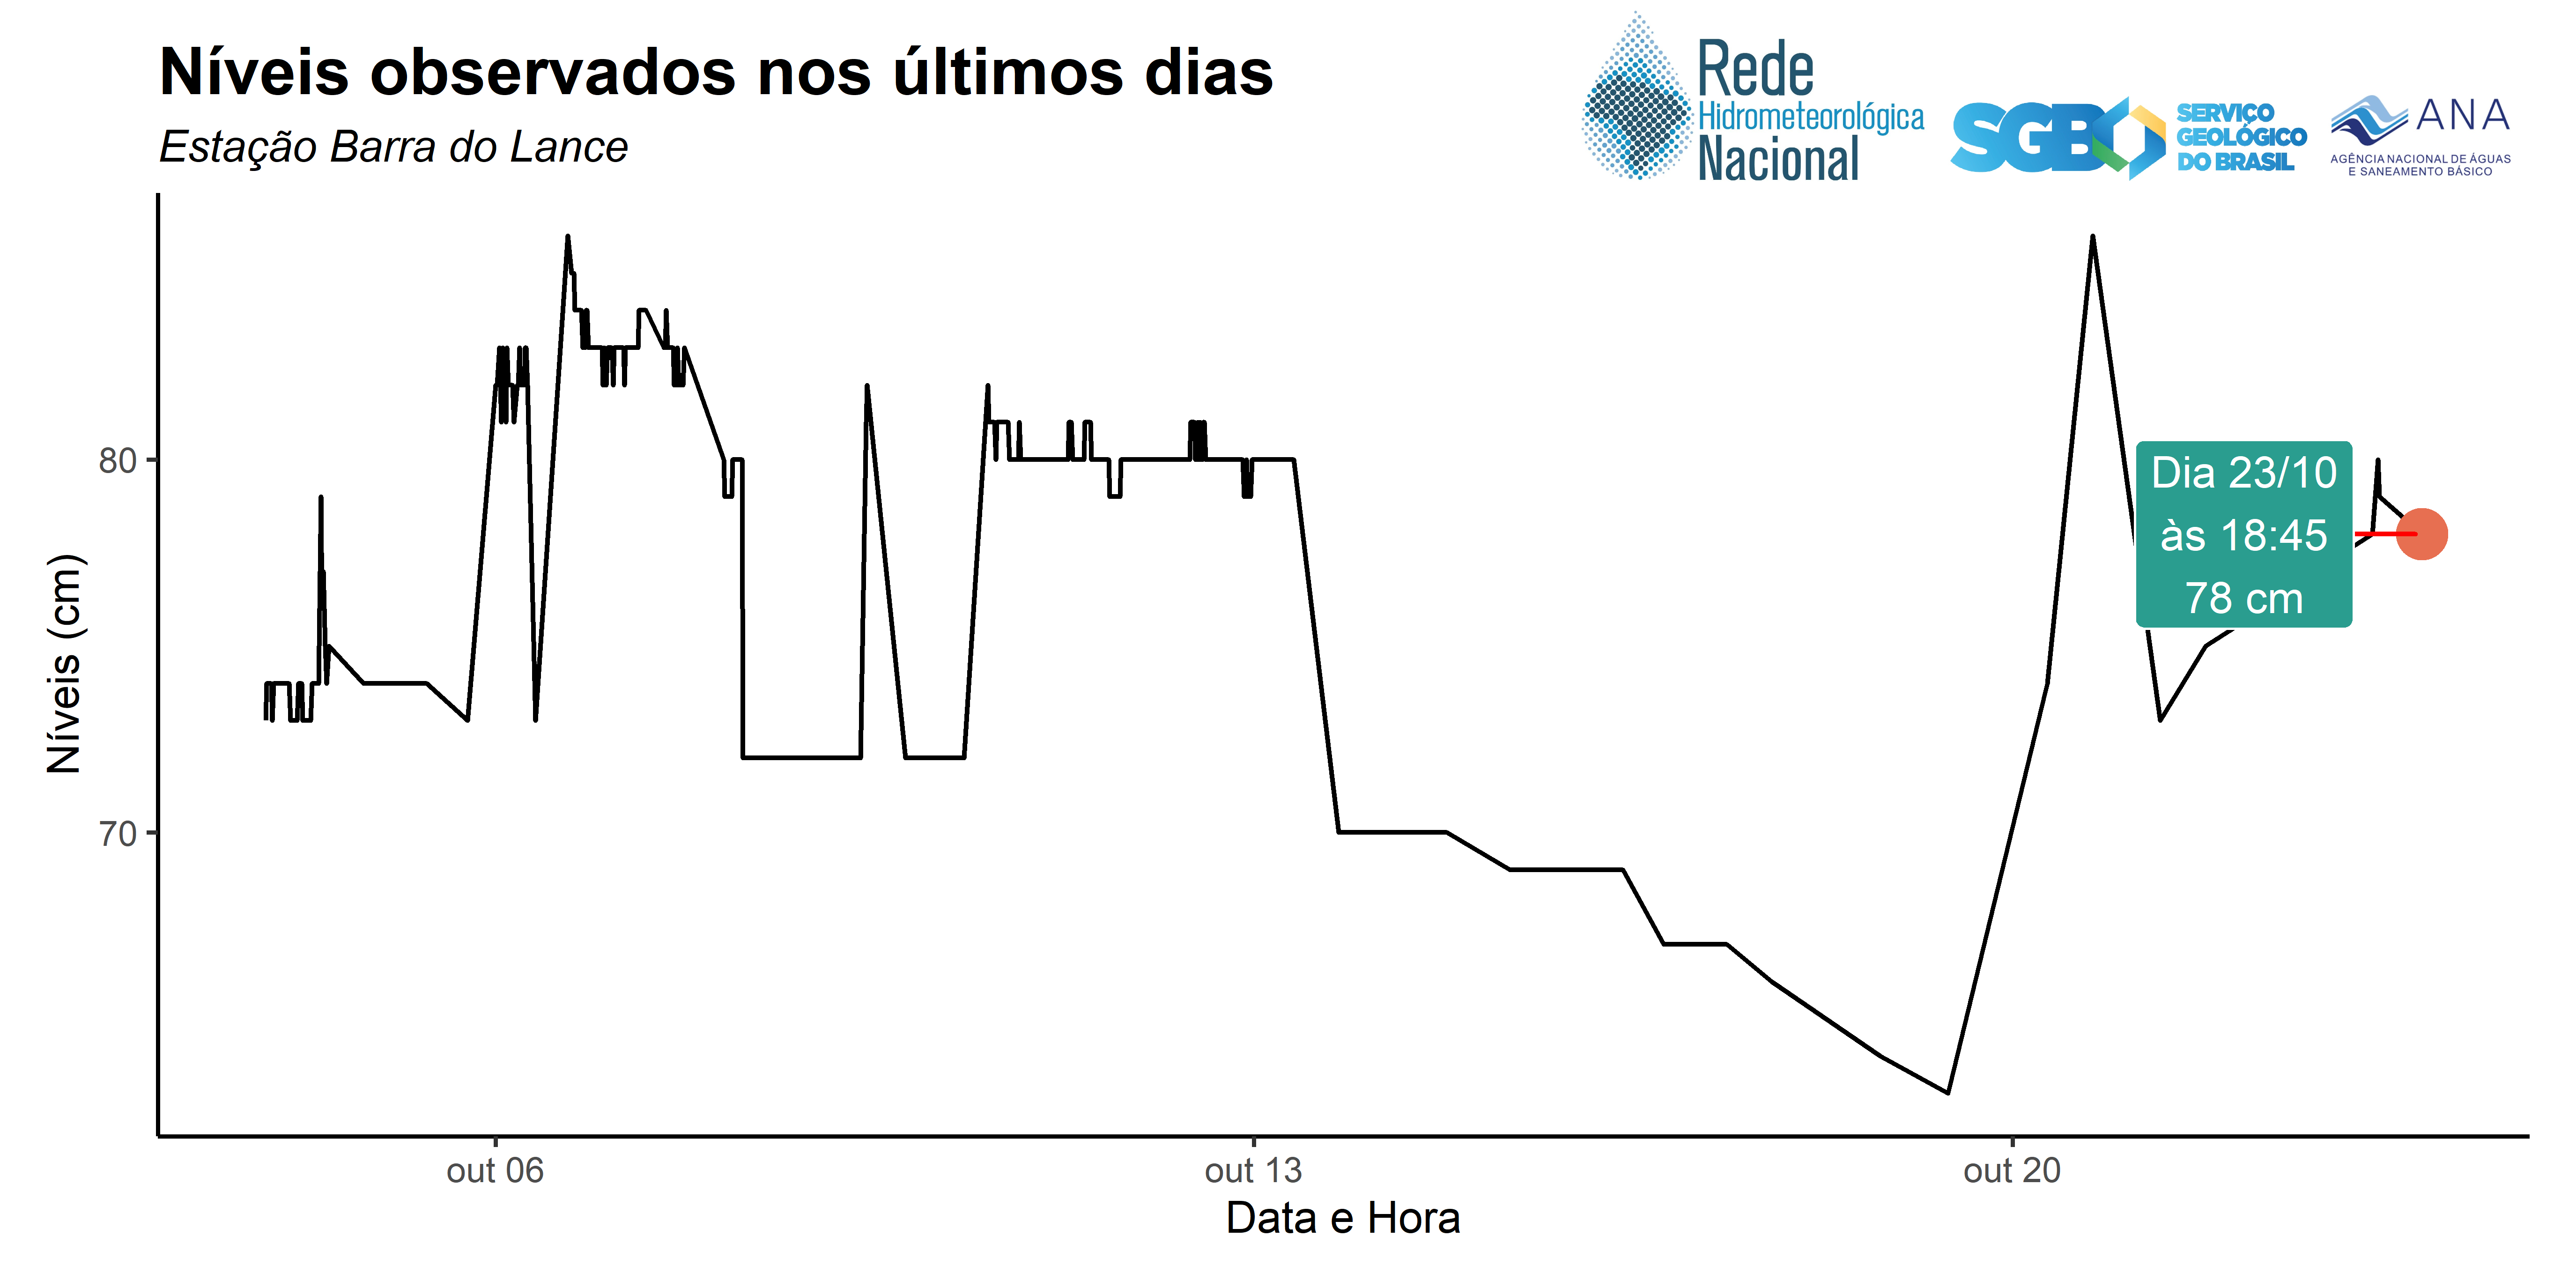 Níveis observados nos últimos dias
Estação Barra do Lance
Rede
Hidrometeorológica
Nacional
SGB
SERVIÇO
GEOLÓGICO
DO BRASIL
ANA
AGÊNCIA NACIONAL DE ÁGUAS
E SANEAMENTO BÁSICO
Níveis (cm)
80
70
Dia 23/10
às 18:45
78 cm
out 06
out 13
out 20
Data e Hora